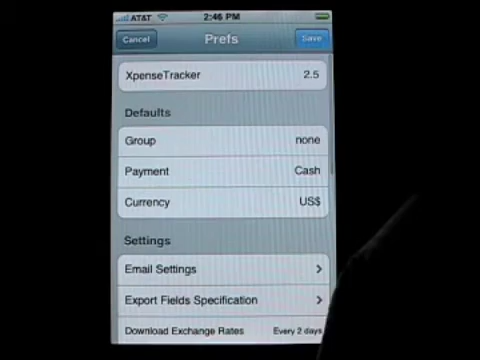 AT&T 2:46 PM
Cancel Prefs Save
XpenseTracker 2.5
Defaults
Group none
Payment Cash
Currency US$
Settings
Email Settings
Export Fields Specification
Download Exchange Rates Every 2 days